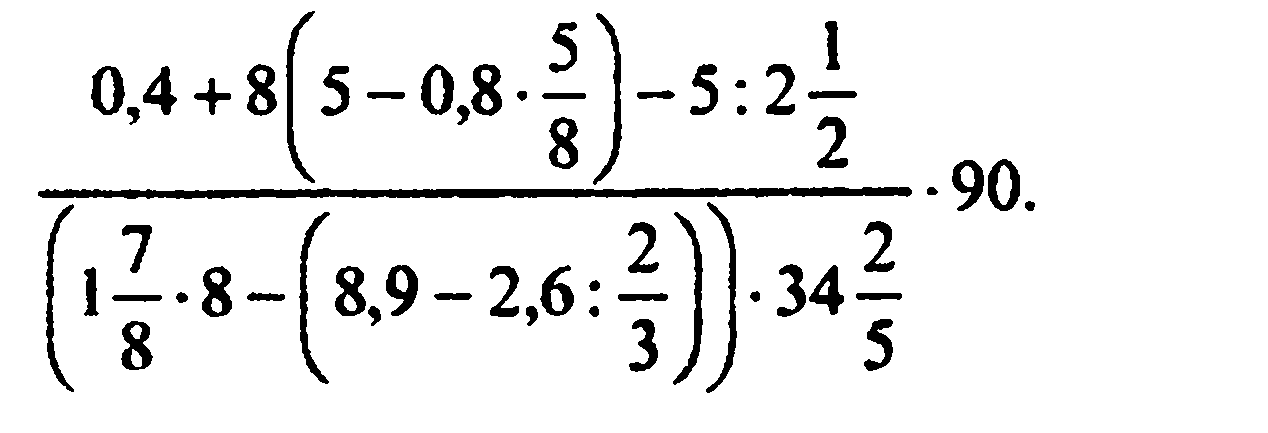 0,4 + 8(5 − 0,8 · 5/8) − 5 : 2 1/2
(1 7/8 · 8 − (8,9 − 2,6 : 2/3)) · 34 2/5 · 90.